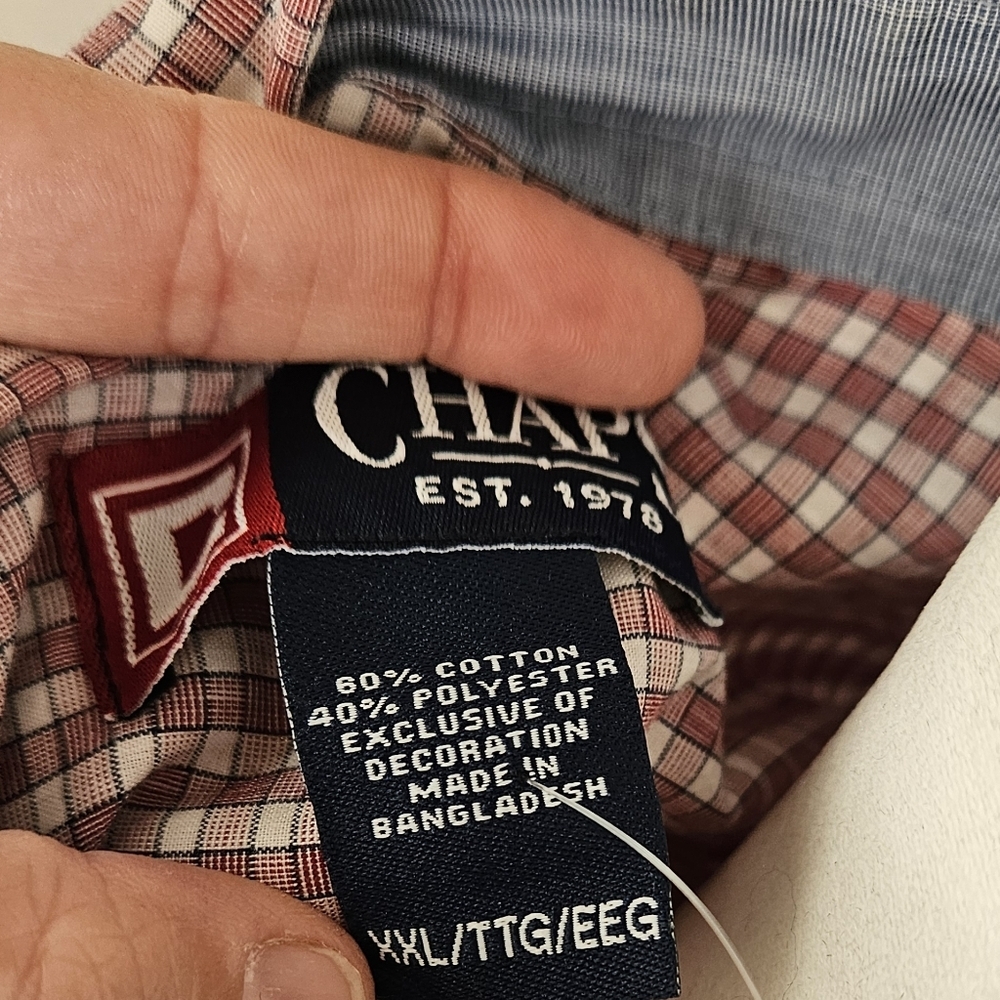 CHAP
EST. 1978
60% COTTON
40% POLYESTER
EXCLUSIVE OF
DECORATION
MADE IN
BANGLADESH
XXL/TTG/EEG